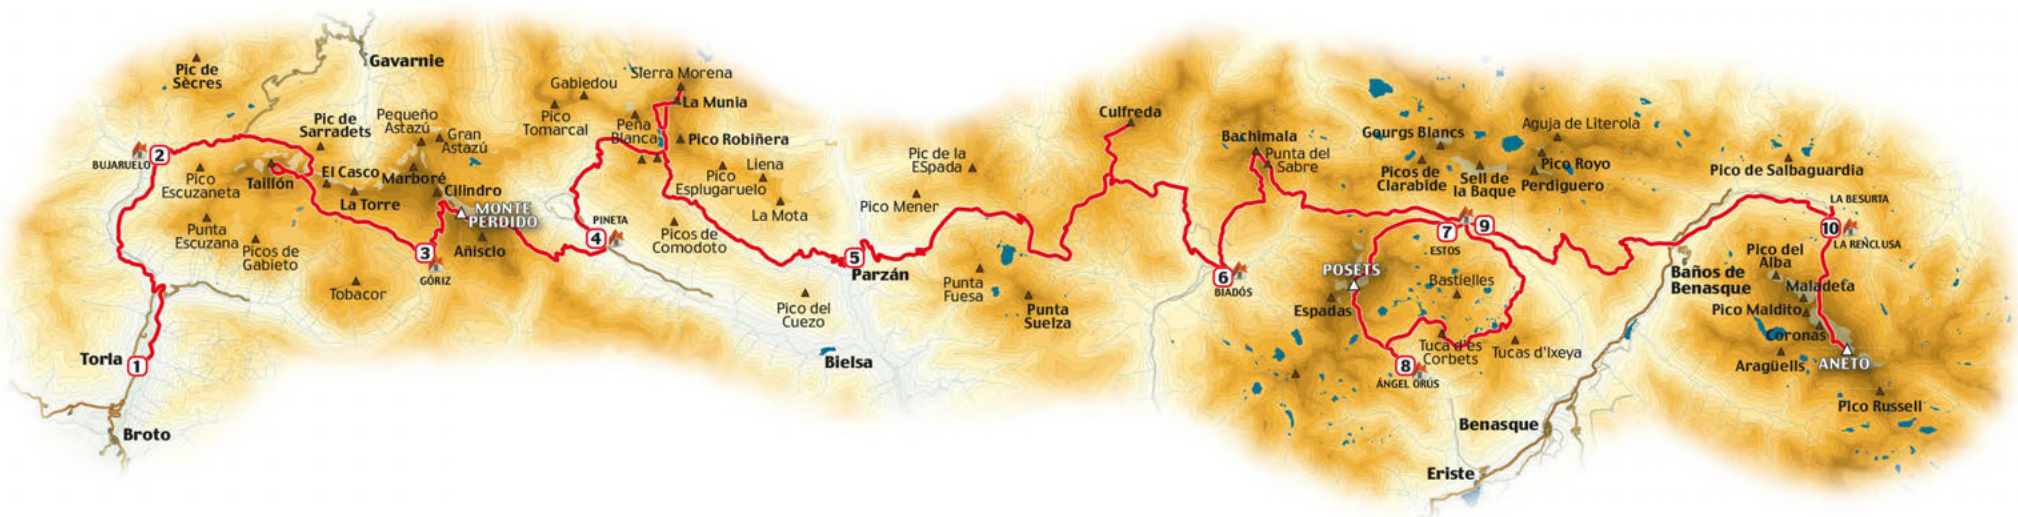 Gavarnie
Pic de
Sècres
Pic de
Sarradets
Pequeño
Astazú
Gran
Astazú
2
BUJARUELO
Pico
Escuzaneta
Taillón
El Casco
Marboré
Cilindro
La Torre
MONTE
PERDIDO
Punta
Escuzana
Picos de
Gabieto
Añisclo
3
GÓRIZ
Tobacor
Torla
1
Broto
Sierra Morena
Gabiedou
La Munia
Pico
Tomarcal
Peña
Blanca
Pico Robiñera
Pico
Esplugaruelo
Liena
La Mota
PINETA
4
Picos de
Comodoto
5
Parzán
Pico del
Cuezo
Bielsa
Pic de la
ESpada
Pico Mener
Punta
Fuesa
Punta
Suelza
Culfreda
Bachimala
Punta del
Sabre
6
BIADÓS
Gourgs Blancs
Aguja de Literola
Picos de
Clarabide
Sell de
la Baque
Pico Royo
Perdiguero
7
9
ESTOS
POSETS
Espadas
Bastielles
Tuca d'es
Corbets
Tucas d'Ixeya
8
ÁNGEL ORÚS
Benasque
Eriste
Pico de Salbaguardia
LA BESURTA
10
LA RENCLUSA
Baños de
Benasque
Pico del
Alba
Maladeta
Pico Maldito
Coronas
Aragüells
ANETO
Pico Russell